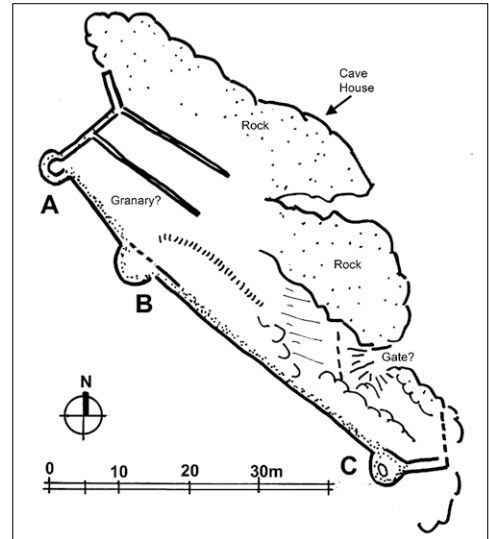 Cave
House
Rock
A
Granary?
B
Rock
Gate?
N
C
0 10 20 30m